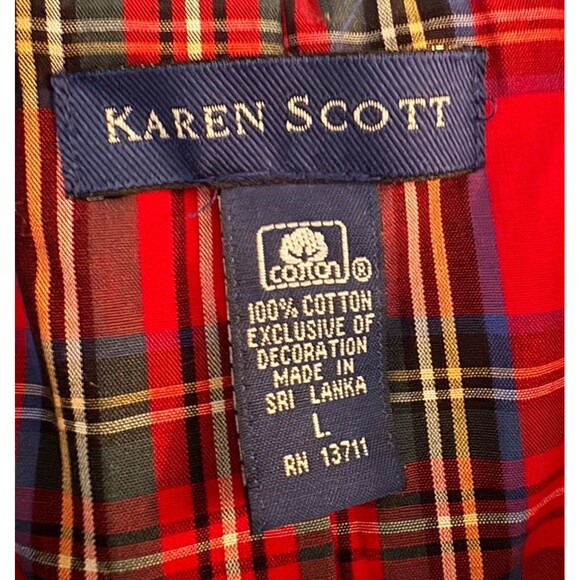 KAREN SCOTT
cotton ®
100% COTTON
EXCLUSIVE OF
DECORATION
MADE IN
SRI LANKA
L
RN 13711